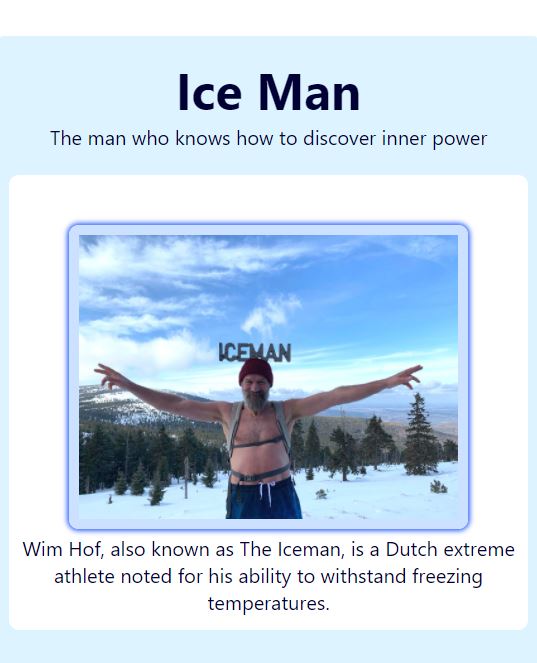 Ice Man
The man who knows how to discover inner power
ICEMAN
Wim Hof, also known as The Iceman, is a Dutch extreme
athlete noted for his ability to withstand freezing
temperatures.